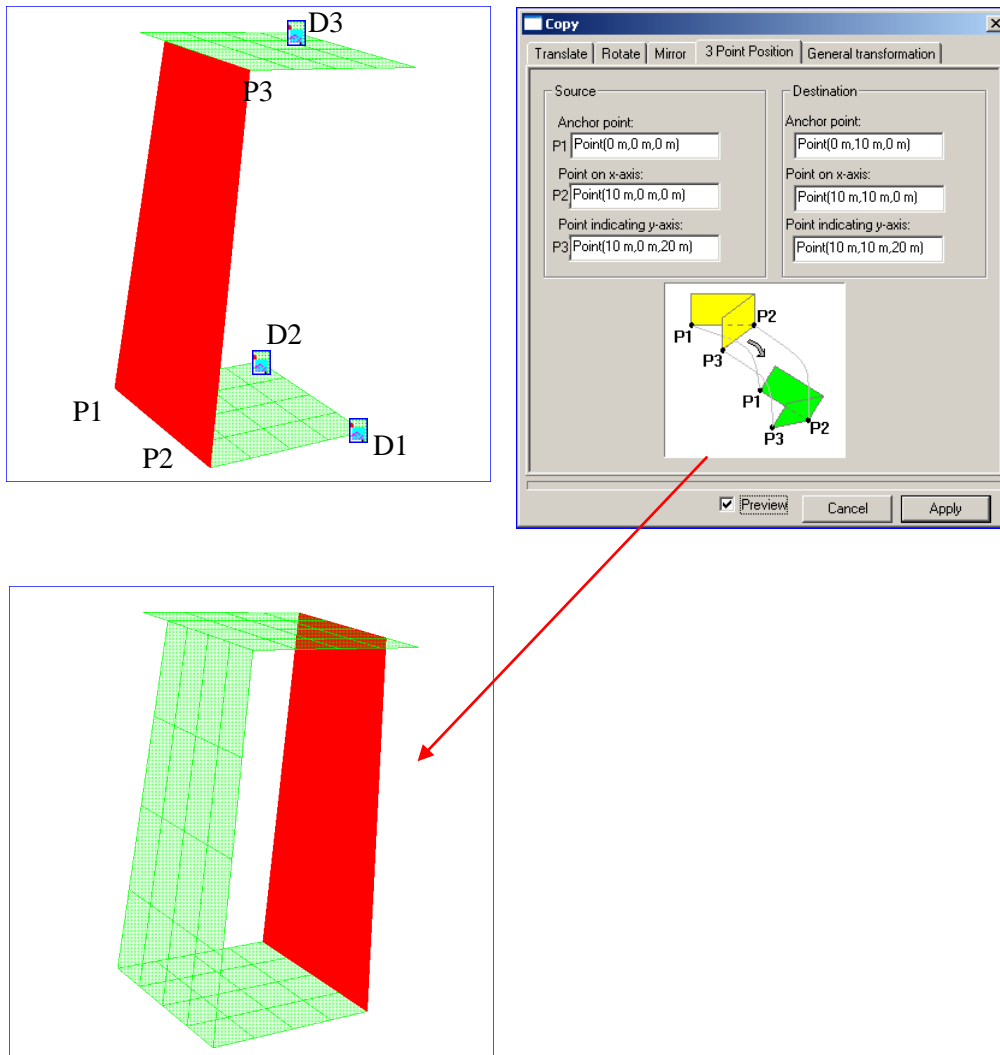 D3
P3
D2
P1
D1
P2
Copy
Translate Rotate Mirror 3 Point Position General transformation
Source Destination
Anchor point: Anchor point:
P1 Point(0 m,0 m,0 m) Point(0 m,10 m,0 m)
Point on x-axis: Point on x-axis:
P2 Point(10 m,0 m,0 m) Point(10 m,10 m,0 m)
Point indicating y-axis: Point indicating y-axis:
P3 Point(10 m,0 m,20 m) Point(10 m,10 m,20 m)
P2
P1
P3
P1
P2
P3
Preview Cancel Apply